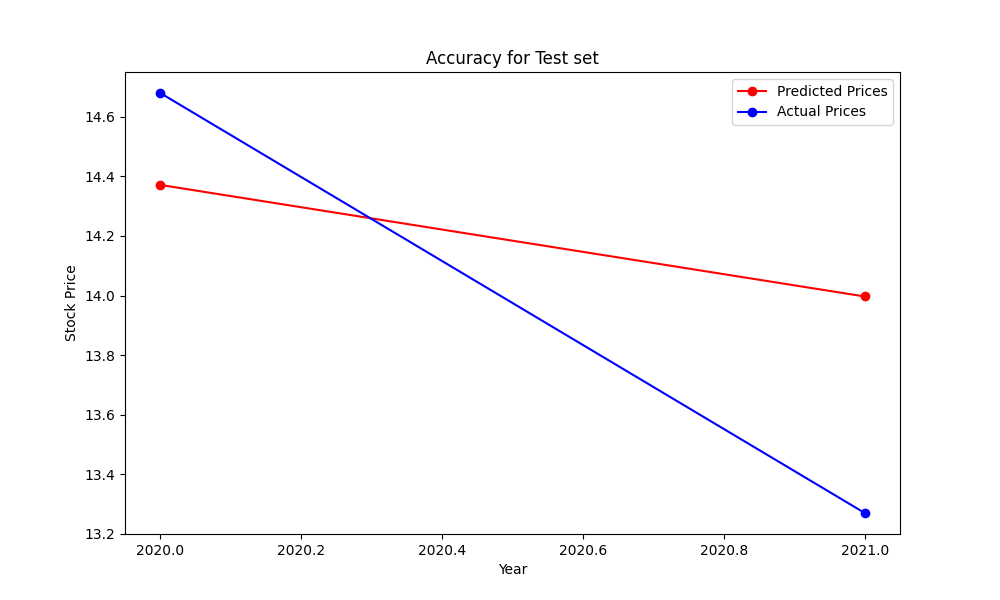 Accuracy for Test set
Predicted Prices
Actual Prices
14.6
14.4
14.2
14.0
13.8
13.6
13.4
13.2
Stock Price
2020.0 2020.2 2020.4 2020.6 2020.8 2021.0
Year